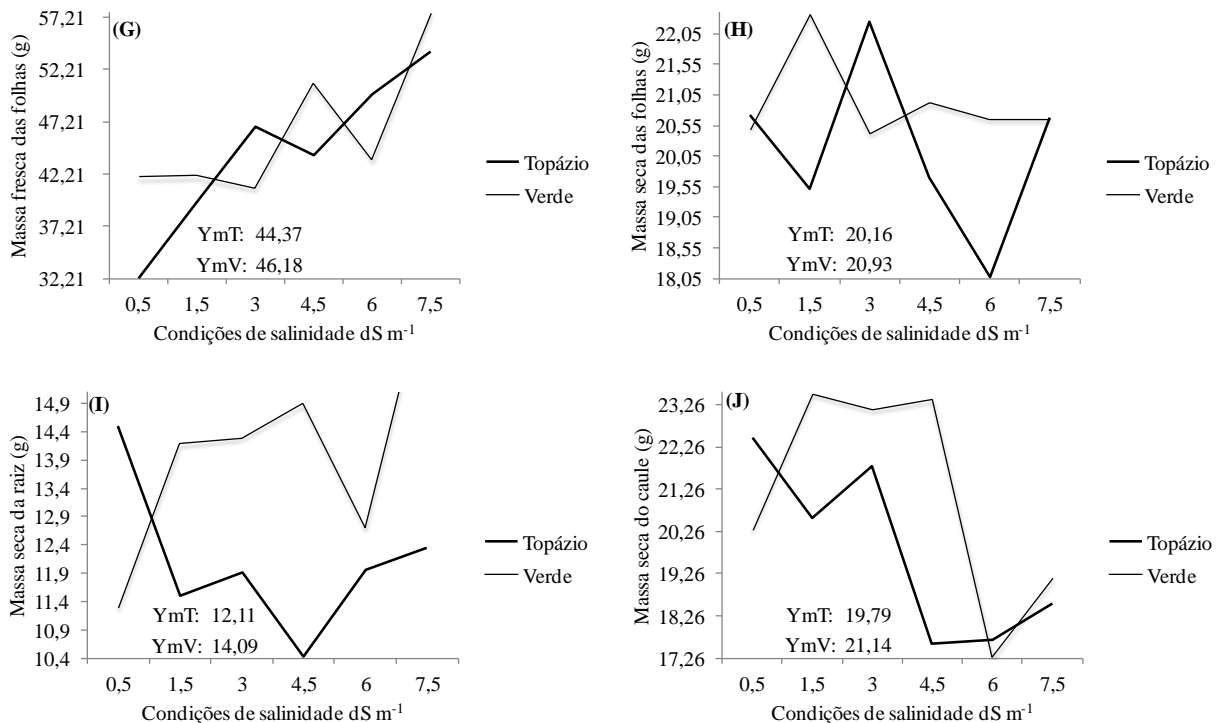 (G)
Massa fresca das folhas (g)
57,21
52,21
47,21
42,21
37,21
32,21
YmT: 44,37
YmV: 46,18
0,5 1,5 3 4,5 6 7,5
Condições de salinidade dS m⁻¹
Topázio
Verde
(H)
Massa seca das folhas (g)
22,05
21,55
21,05
20,55
20,05
19,55
19,05
18,55
18,05
YmT: 20,16
YmV: 20,93
0,5 1,5 3 4,5 6 7,5
Condições de salinidade dS m⁻¹
Topázio
Verde
(I)
Massa seca da raiz (g)
14,9
14,4
13,9
13,4
12,9
12,4
11,9
11,4
10,9
10,4
YmT: 12,11
YmV: 14,09
0,5 1,5 3 4,5 6 7,5
Condições de salinidade dS m⁻¹
Topázio
Verde
(J)
Massa seca do caule (g)
23,26
22,26
21,26
20,26
19,26
18,26
17,26
YmT: 19,79
YmV: 21,14
0,5 1,5 3 4,5 6 7,5
Condições de salinidade dS m⁻¹
Topázio
Verde